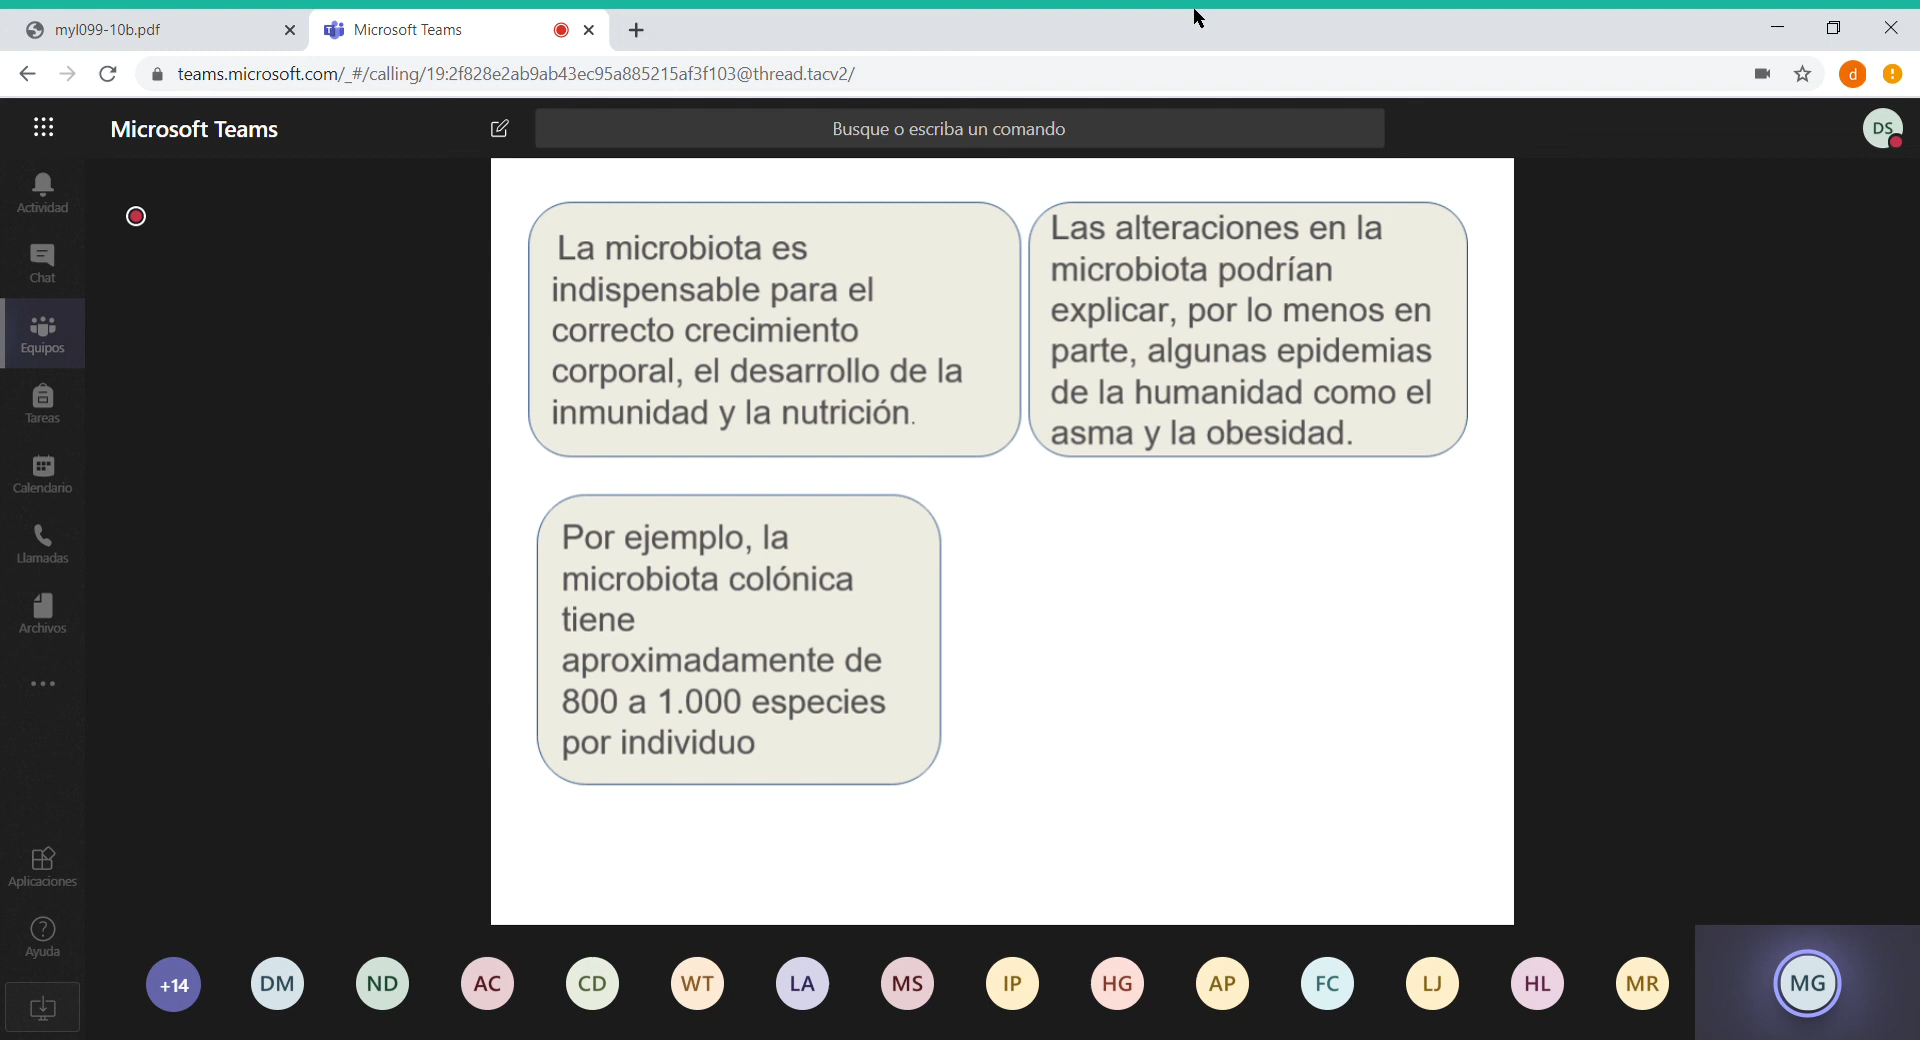 myl099-10b.pdf
Microsoft Teams
teams.microsoft.com/_#/calling/19:2f828e2ab9ab43ec95a885215af3f103@thread.tacv2/
d
Microsoft Teams
Busque o escriba un comando
DS
Actividad
Chat
Equipos
Tareas
Calendario
Llamadas
Archivos
Aplicaciones
Ayuda
La microbiota es
indispensable para el
correcto crecimiento
corporal, el desarrollo de la
inmunidad y la nutrición.
Las alteraciones en la
microbiota podrían
explicar, por lo menos en
parte, algunas epidemias
de la humanidad como el
asma y la obesidad.
Por ejemplo, la
microbiota colónica
tiene
aproximadamente de
800 a 1.000 especies
por individuo
+14
DM
ND
AC
CD
WT
LA
MS
IP
HG
AP
FC
LJ
HL
MR
MG